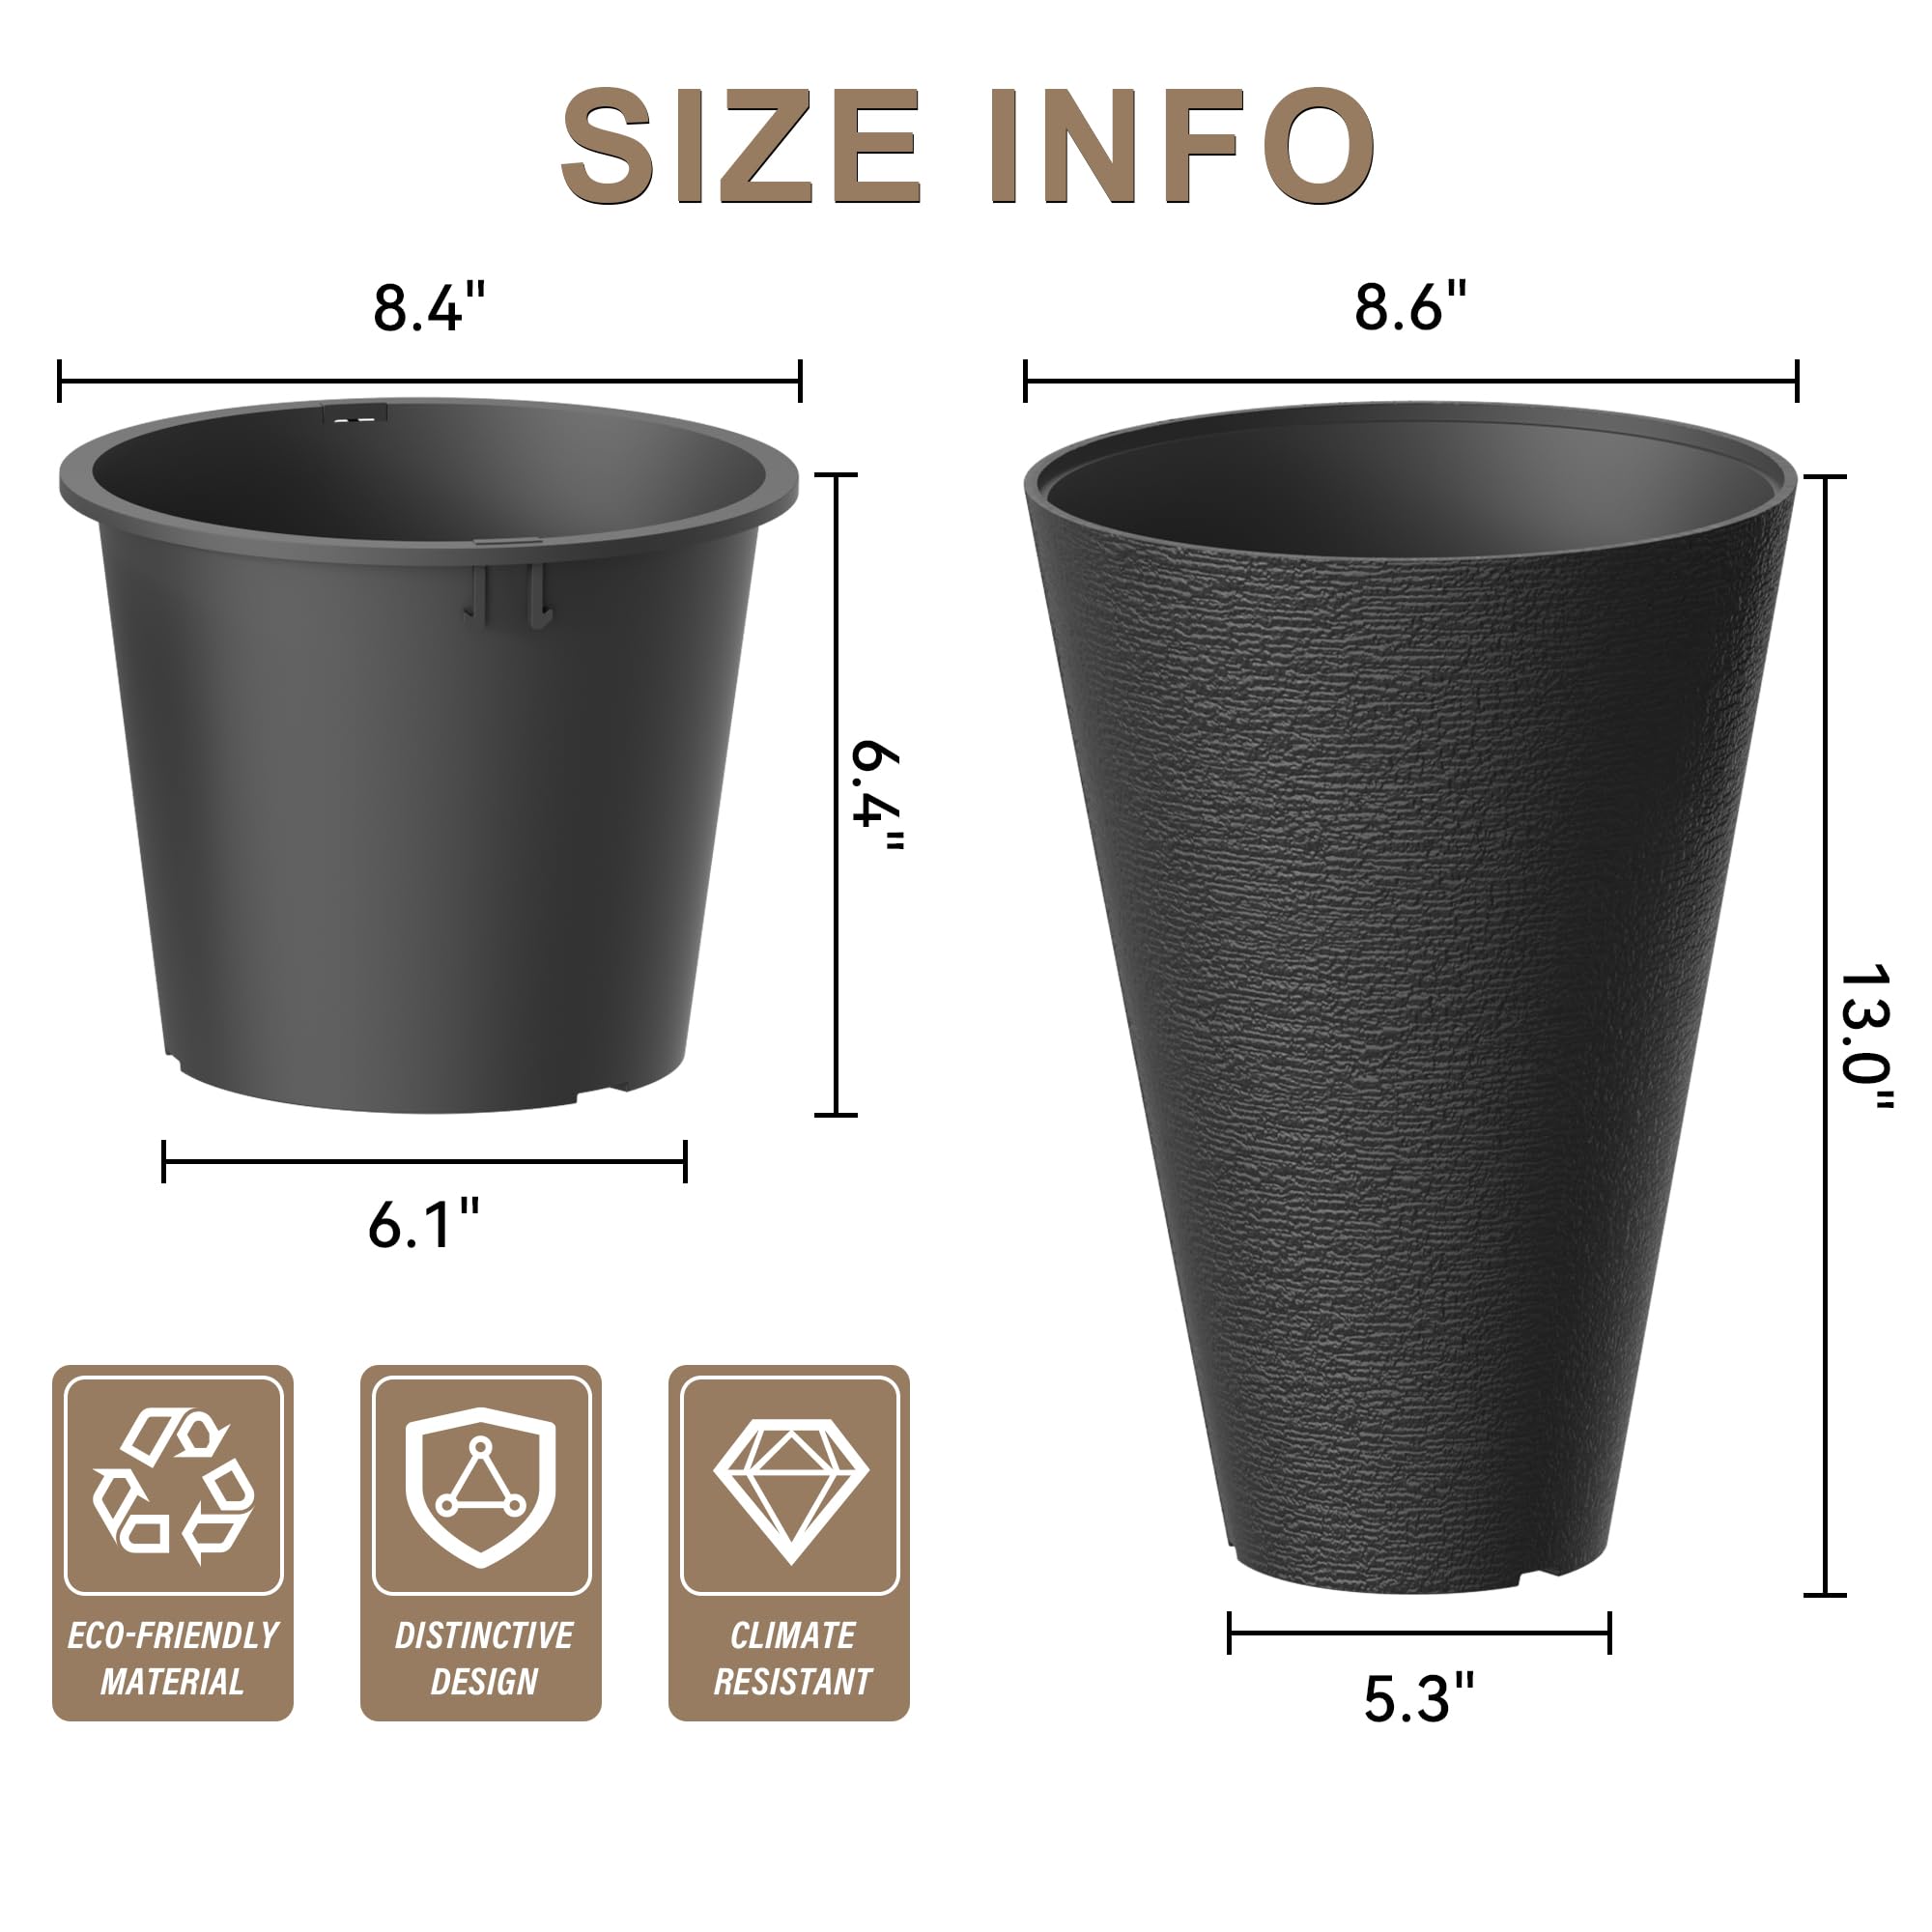 SIZE INFO
8.4"
8.6"
6.4"
13.0"
6.1"
5.3"
ECO-FRIENDLY
MATERIAL
DISTINCTIVE
DESIGN
CLIMATE
RESISTANT